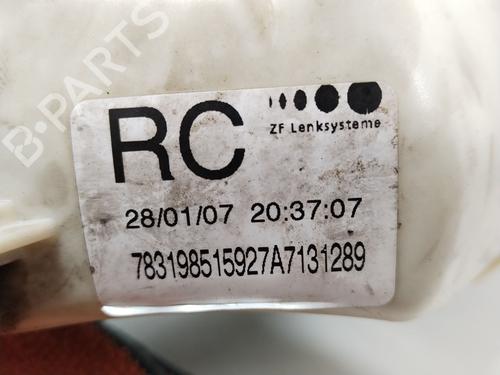 B-PARTS
RC
ZF Lenksysteme
28/01/07 20:37:07
783198515927A7131289